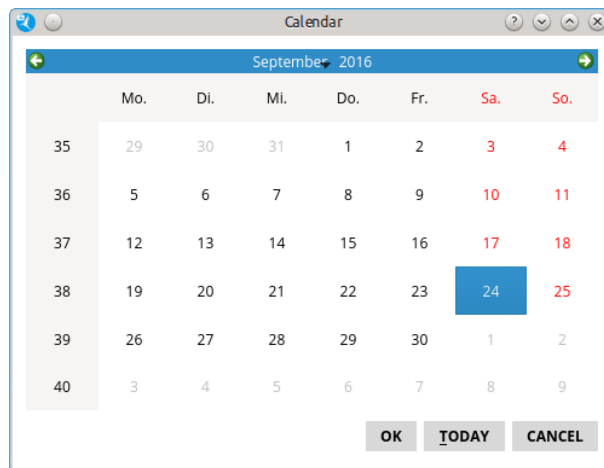 Calendar
September 2016
Mo. Di. Mi. Do. Fr. Sa. So.
35 29 30 31 1 2 3 4
36 5 6 7 8 9 10 11
37 12 13 14 15 16 17 18
38 19 20 21 22 23 24 25
39 26 27 28 29 30 1 2
40 3 4 5 6 7 8 9
OK TODAY CANCEL